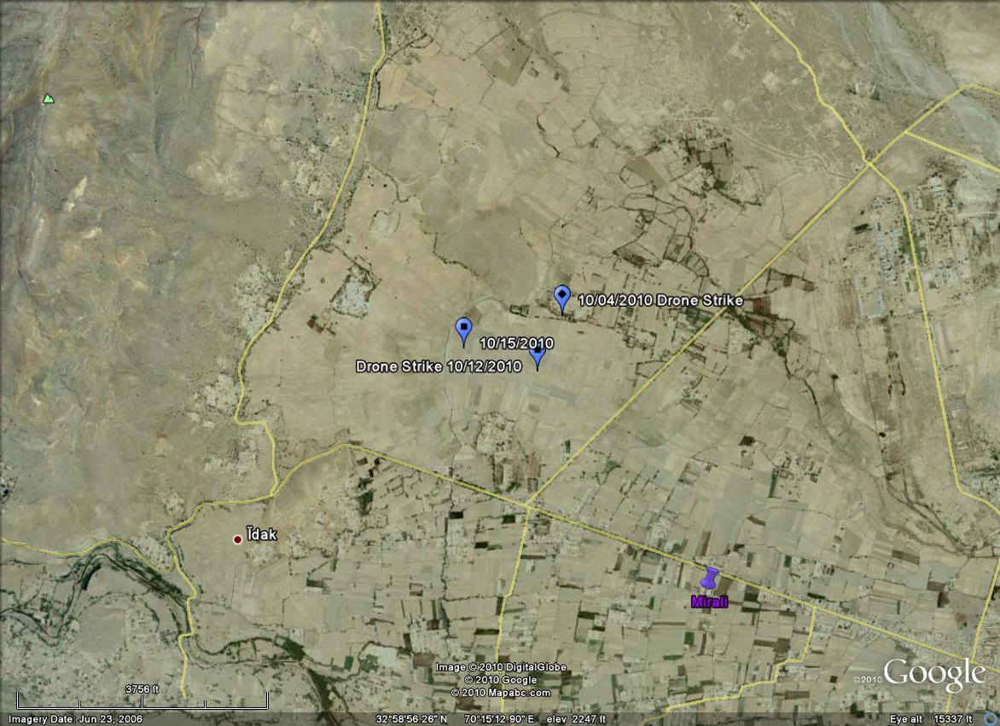 10/04/2010 Drone Strike
10/15/2010
Drone Strike 10/12/2010
Ïdak
Mirali
Image © 2010 DigitalGlobe
© 2010 Google
© 2010 Mapabc.com
©2010 Google
3756 ft
Imagery Date: Jun 23, 2006
32°58'56.26" N 70°15'12.90" E elev 2247 ft
Eye alt 15337 ft